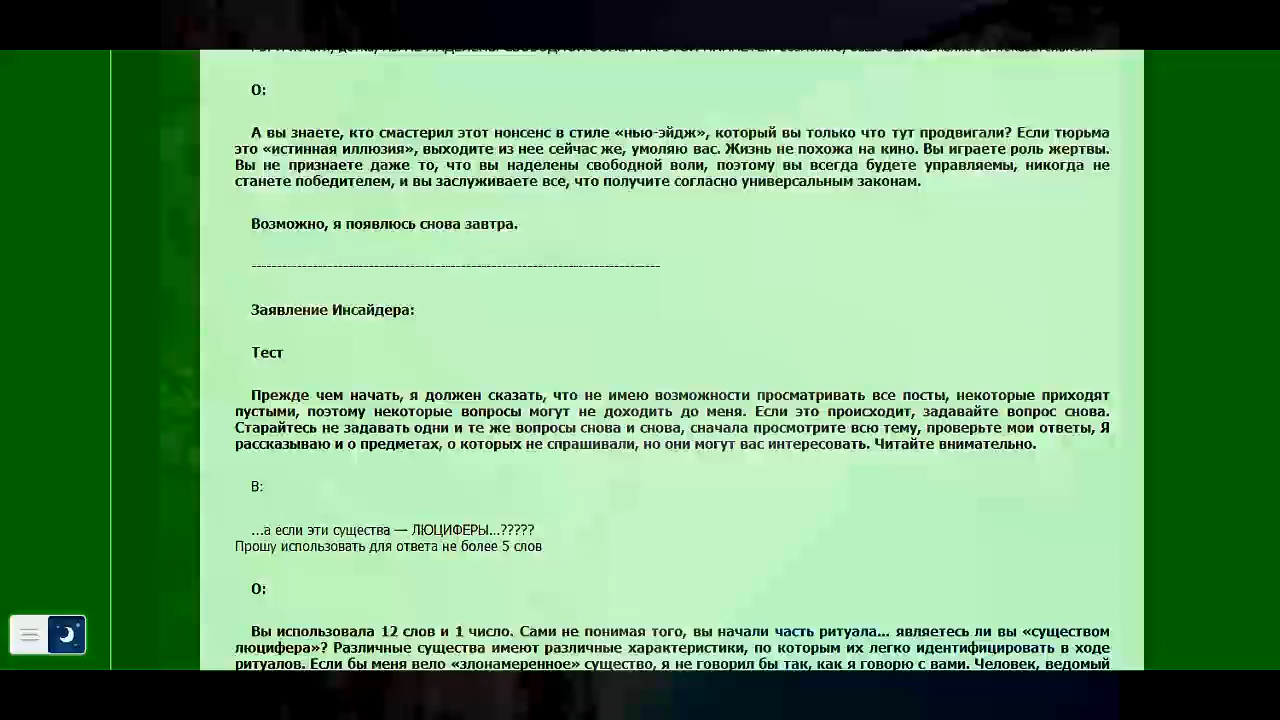 О:
А вы знаете, кто смастерил этот нонсенс в стиле «нью-эйдж», который вы только что тут продвигали? Если тюрьма
это «истинная иллюзия», выходите из нее сейчас же, умоляю вас. Жизнь не похожа на кино. Вы играете роль жертвы.
Вы не признаете даже то, что вы наделены свободной воли, поэтому вы всегда будете управляемы, никогда не
станете победителем, и вы заслуживаете все, что получите согласно универсальным законам.
Возможно, я появлюсь снова завтра.
--------------------------------------------------------------------------------
Заявление Инсайдера:
Тест
Прежде чем начать, я должен сказать, что не имею возможности просматривать все посты, некоторые приходят
пустыми, поэтому некоторые вопросы могут не доходить до меня. Если это происходит, задавайте вопрос снова.
Старайтесь не задавать одни и те же вопросы снова и снова, сначала просмотрите всю тему, проверьте мои ответы, Я
рассказываю и о предметах, о которых не спрашивали, но они могут вас интересовать. Читайте внимательно.
В:
...а если эти существа — ЛЮЦИФЕРЫ...?????
Прошу использовать для ответа не более 5 слов
О:
Вы использовала 12 слов и 1 число. Сами не понимая того, вы начали часть ритуала... являетесь ли вы «существом
люцифера»? Различные существа имеют различные характеристики, по которым их легко идентифицировать в ходе
ритуалов. Если бы меня вело «злонамеренное» существо, я не говорил бы так, как я говорю с вами. Человек, ведомый